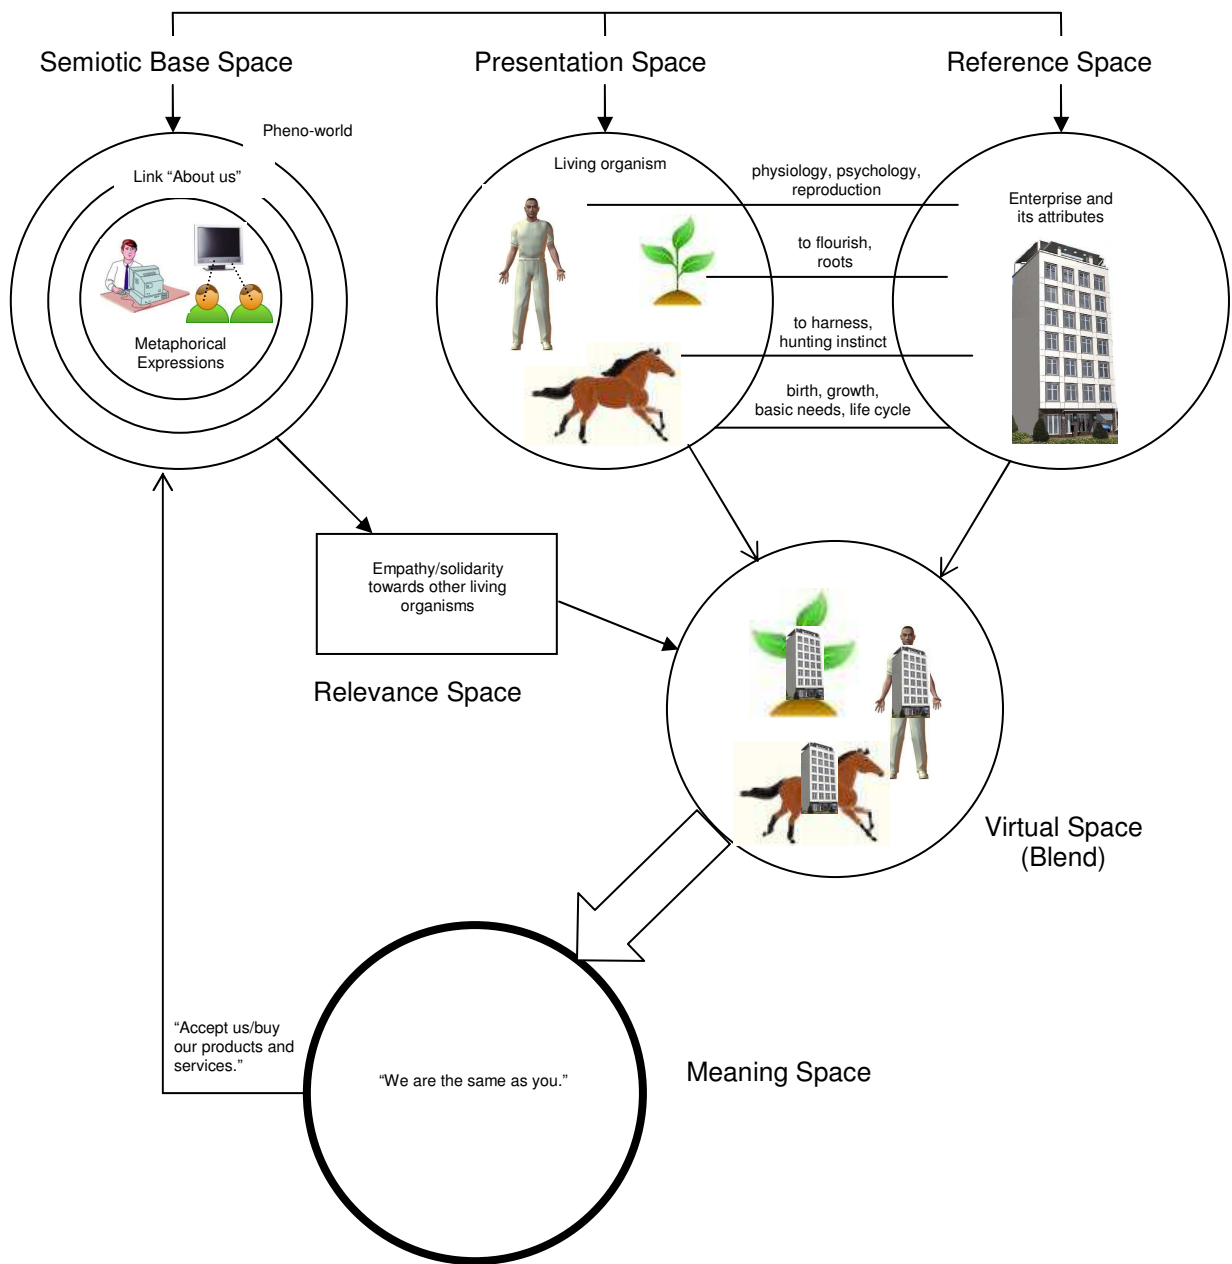 Semiotic Base Space
Presentation Space
Reference Space
Pheno-world
Link “About us”
Metaphorical
Expressions
Living organism
physiology, psychology,
reproduction
to flourish,
roots
to harness,
hunting instinct
birth, growth,
basic needs, life cycle
Enterprise and
its attributes
Empathy/solidarity
towards other living
organisms
Relevance Space
Virtual Space
(Blend)
“Accept us/buy
our products and
services.”
“We are the same as you.”
Meaning Space